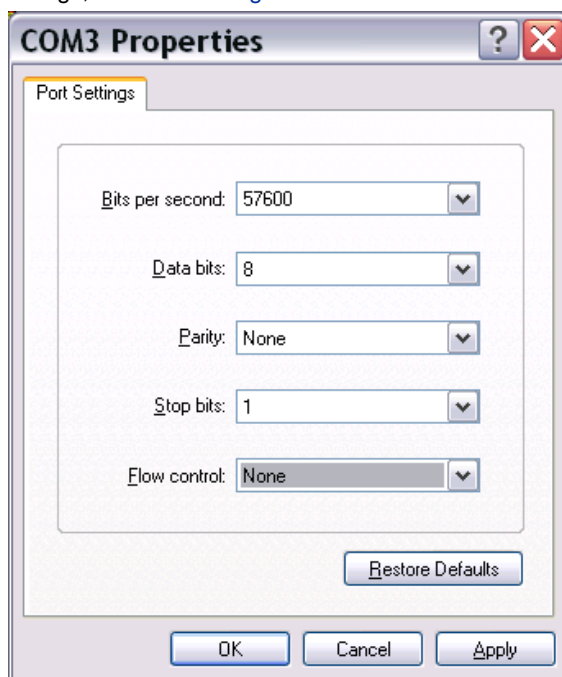 COM3 Properties
Port Settings
Bits per second: 57600
Data bits: 8
Parity: None
Stop bits: 1
Flow control: None
Restore Defaults
OK Cancel Apply